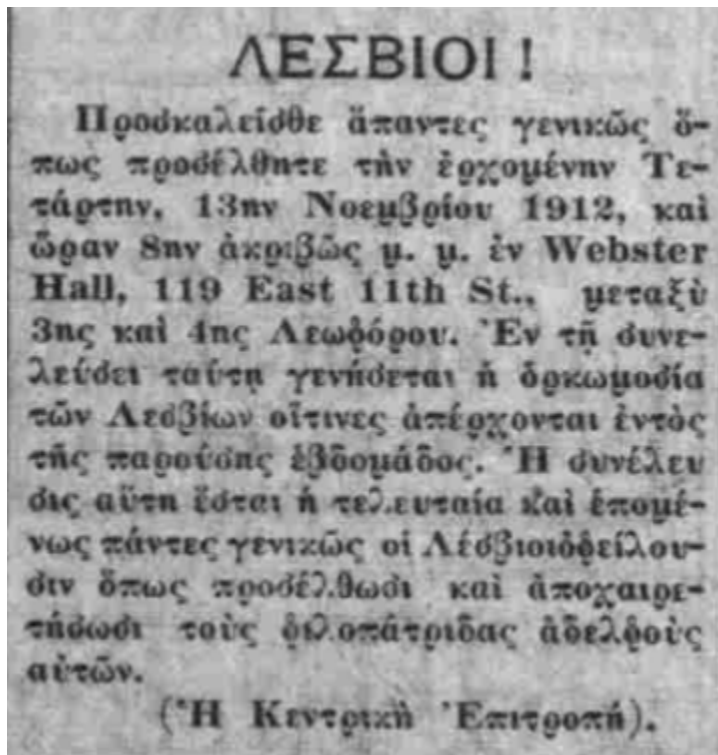 ΛΕΣΒΙΟΙ !
Προσκαλεῖσθε ἅπαντες γενικῶς ὅ-
πως προσέλθητε τὴν ἐρχομένην Τε-
τάρτην, 13ην Νοεμβρίου 1912, καὶ
ὥραν 8ην ἀκριβῶς μ. μ. ἐν Webster
Hall, 119 East 11th St., μεταξὺ
3ης καὶ 4ης Λεωφόρου. Ἐν τῇ συνε-
λεύσει ταύτῃ γενήσεται ἡ ὁρκωμοσία
τῶν Λεσβίων οἵτινες ἀπέρχονται ἐντὸς
τῆς παρούσης ἑβδομάδος. Ἡ συνέλευ
σις αὕτη ἔσται ἡ τελευταία καὶ ἑπομέ-
νως πάντες γενικῶς οἱ Λέσβιοιὀφείλου-
σιν ὅπως προσέλθωσι καὶ ἀποχαιρε-
τήσωσι τοὺς φιλοπάτριδας ἀδελφοὺς
αὐτῶν.
(Ἡ Κεντρικὴ Ἐπιτροπή).